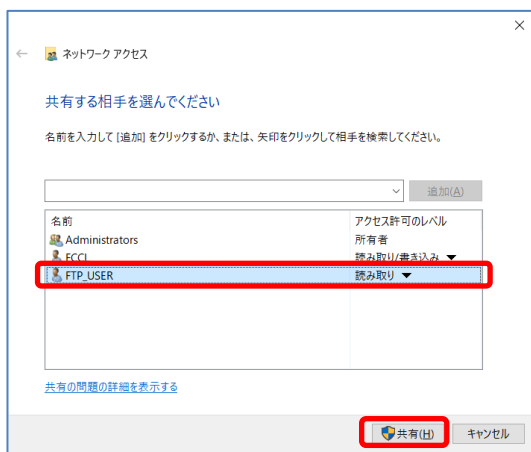 ネットワーク アクセス
共有する相手を選んでください
名前を入力して [追加] をクリックするか、または、矢印をクリックして相手を検索してください。
追加(A)
名前 アクセス許可のレベル
Administrators 所有者
FCCL 読み取り/書き込み
FTP_USER 読み取り
共有の問題の詳細を表示する
共有(H) キャンセル